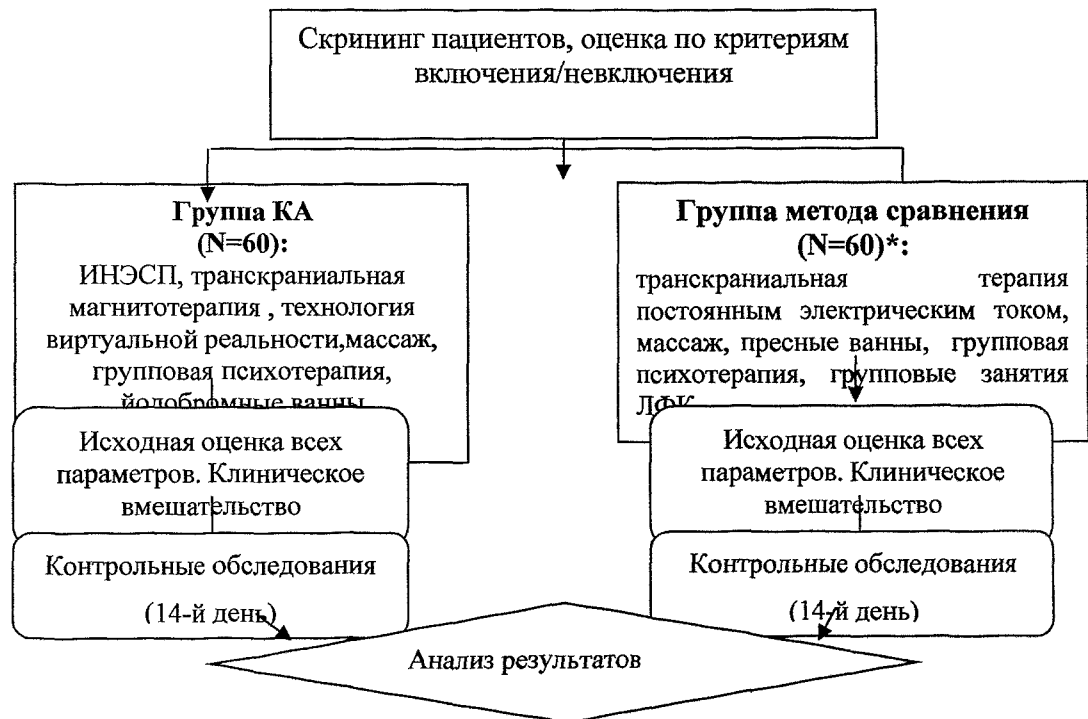 Скрининг пациентов, оценка по критериям
включения/невключения
Группа КА
(N=60):
ИНЭСП, транскраниальная
магнитотерапия , технология
виртуальной реальности,массаж,
групповая психотерапия,
йодобромные ванны
Группа метода сравнения
(N=60)*:
транскраниальная терапия
постоянным электрическим током,
массаж, пресные ванны, групповая
психотерапия, групповые занятия
ЛФК
Исходная оценка всех
параметров. Клиническое
вмешательство
Исходная оценка всех
параметров. Клиническое
вмешательство
Контрольные обследования
(14-й день)
Контрольные обследования
(14-й день)
Анализ результатов